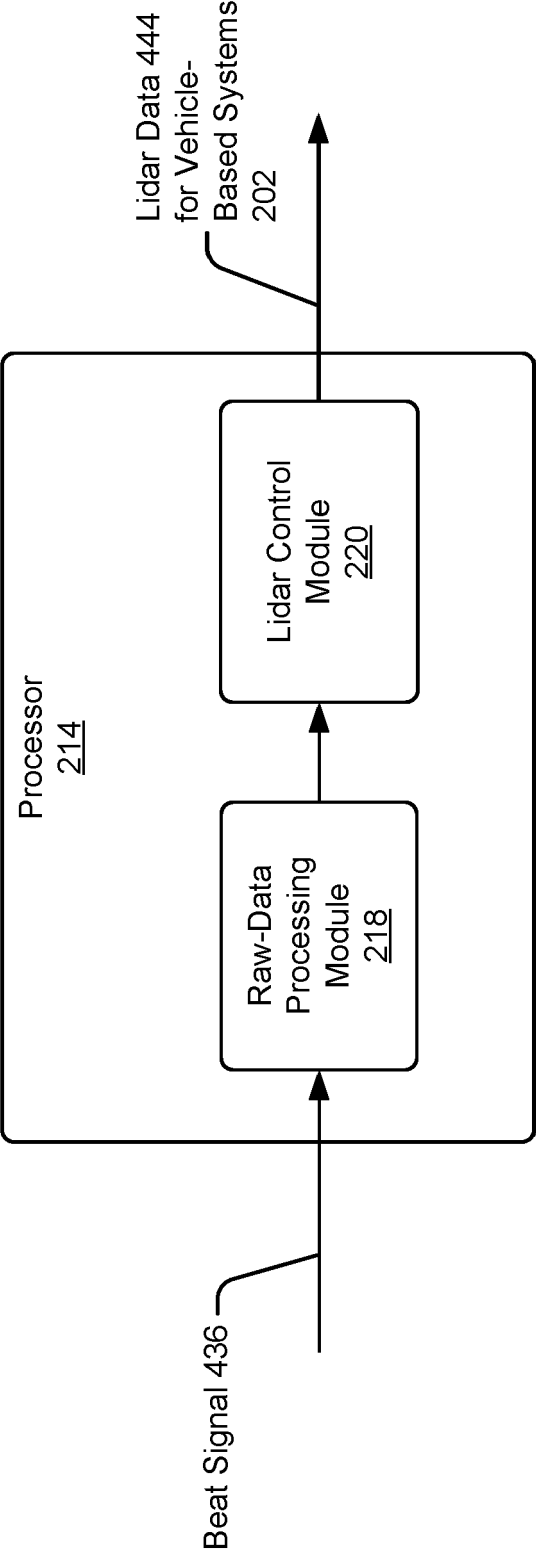 Processor
214
Beat Signal 436
Raw-Data
Processing
Module
218
Lidar Control
Module
220
Lidar Data 444
for Vehicle-
Based Systems
202